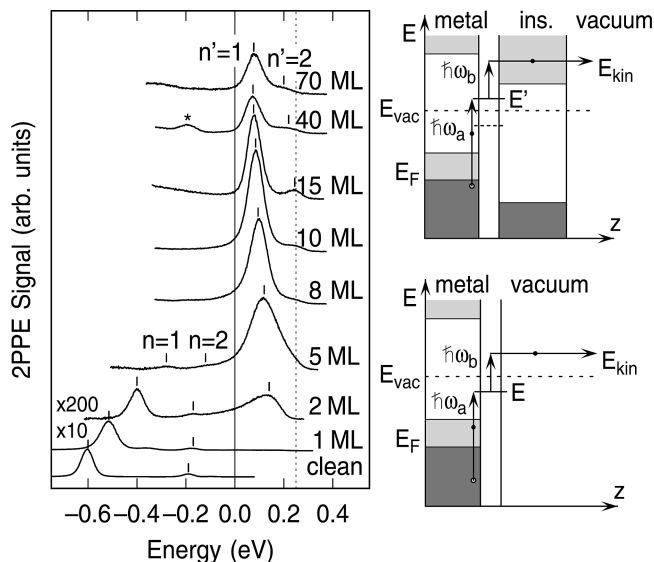 n'=1
n'=2
70 ML
*
40 ML
15 ML
10 ML
8 ML
n=1 n=2
5 ML
x200
2 ML
x10
1 ML
clean
−0.6 −0.4 −0.2 0.0 0.2 0.4
Energy (eV)
2PPE Signal (arb. units)
metal ins. vacuum
E
ħω_b
E_kin
E'
E_vac
ħω_a
E_F
z
metal vacuum
E
ħω_b
E_kin
E_vac
ħω_a
E
E_F
z